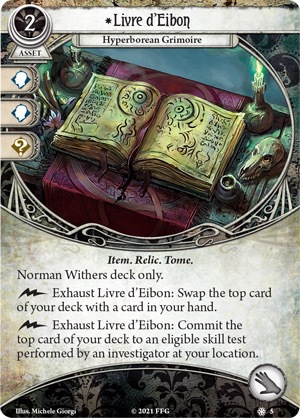 2
*Livre d'Eibon
ASSET
Hyperborean Grimoire
?
Item. Relic. Tome.
Norman Withers deck only.
Exhaust Livre d'Eibon: Swap the top card
of your deck with a card in your hand.
Exhaust Livre d'Eibon: Commit the
top card of your deck to an eligible skill test
performed by an investigator at your location.
Illus. Michele Giorgi
© 2021 FFG
5